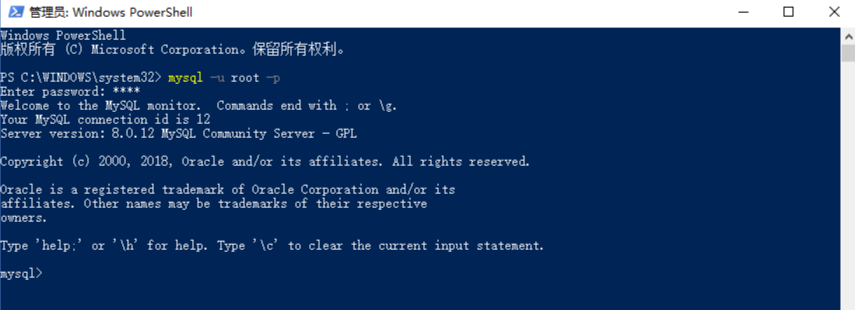 管理员: Windows PowerShell
Windows PowerShell
版权所有 (C) Microsoft Corporation。保留所有权利。
PS C:\WINDOWS\system32> mysql -u root -p
Enter password: ****
Welcome to the MySQL monitor.  Commands end with ; or \g.
Your MySQL connection id is 12
Server version: 8.0.12 MySQL Community Server - GPL
Copyright (c) 2000, 2018, Oracle and/or its affiliates. All rights reserved.
Oracle is a registered trademark of Oracle Corporation and/or its
affiliates. Other names may be trademarks of their respective
owners.
Type 'help;' or '\h' for help. Type '\c' to clear the current input statement.
mysql>